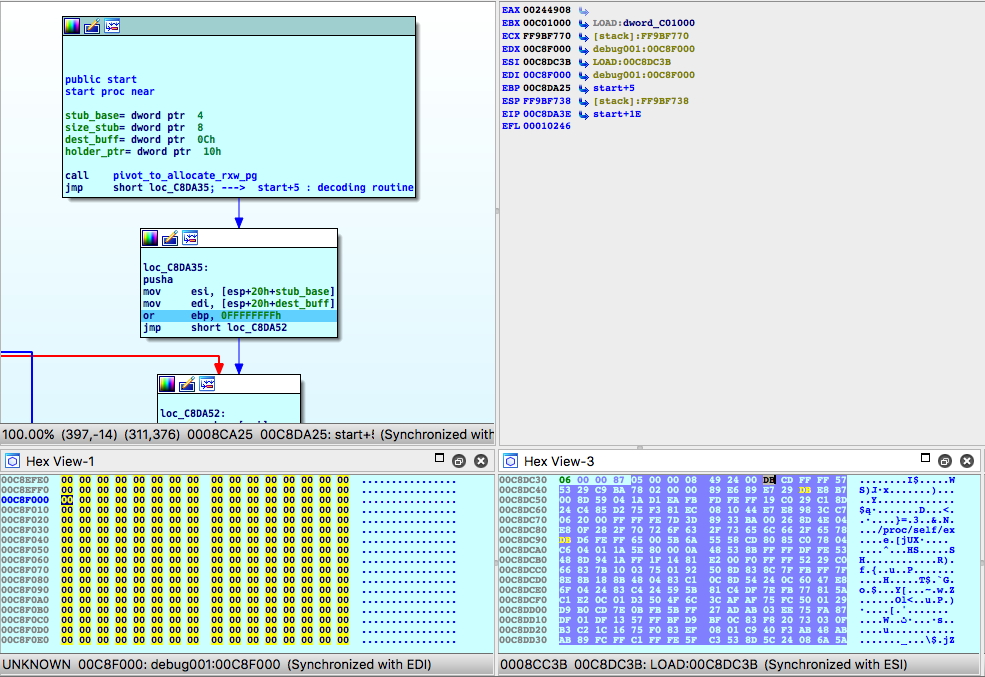 public start
start proc near
stub_base= dword ptr  4
size_stub= dword ptr  8
dest_buff= dword ptr  0Ch
holder_ptr= dword ptr  10h
call    pivot_to_allocate_rxw_pg
jmp     short loc_C8DA35; --->  start+5 : decoding routine
loc_C8DA35:
pusha
mov     esi, [esp+20h+stub_base]
mov     edi, [esp+20h+dest_buff]
or      ebp, 0FFFFFFFFh
jmp     short loc_C8DA52
loc_C8DA52:
100.00% (397,-14) (311,376) 0008CA25 00C8DA25: start+5 (Synchronized with
EAX 00244908
EBX 00C01000 LOAD:dword_C01000
ECX FF9BF770 [stack]:FF9BF770
EDX 00C8F000 debug001:00C8F000
ESI 00C8DC3B LOAD:00C8DC3B
EDI 00C8F000 debug001:00C8F000
EBP 00C8DA25 start+5
ESP FF9BF738 [stack]:FF9BF738
EIP 00C8DA3E start+1E
EFL 00010246
Hex View-1
00C8EFE0 00 00 00 00 00 00 00 00 00 00 00 00 00 00 00 00 ................
00C8EFF0 00 00 00 00 00 00 00 00 00 00 00 00 00 00 00 00 ................
00C8F000 00 00 00 00 00 00 00 00 00 00 00 00 00 00 00 00 ................
00C8F010 00 00 00 00 00 00 00 00 00 00 00 00 00 00 00 00 ................
00C8F020 00 00 00 00 00 00 00 00 00 00 00 00 00 00 00 00 ................
00C8F030 00 00 00 00 00 00 00 00 00 00 00 00 00 00 00 00 ................
00C8F040 00 00 00 00 00 00 00 00 00 00 00 00 00 00 00 00 ................
00C8F050 00 00 00 00 00 00 00 00 00 00 00 00 00 00 00 00 ................
00C8F060 00 00 00 00 00 00 00 00 00 00 00 00 00 00 00 00 ................
00C8F070 00 00 00 00 00 00 00 00 00 00 00 00 00 00 00 00 ................
00C8F080 00 00 00 00 00 00 00 00 00 00 00 00 00 00 00 00 ................
00C8F090 00 00 00 00 00 00 00 00 00 00 00 00 00 00 00 00 ................
00C8F0A0 00 00 00 00 00 00 00 00 00 00 00 00 00 00 00 00 ................
00C8F0B0 00 00 00 00 00 00 00 00 00 00 00 00 00 00 00 00 ................
00C8F0C0 00 00 00 00 00 00 00 00 00 00 00 00 00 00 00 00 ................
00C8F0D0 00 00 00 00 00 00 00 00 00 00 00 00 00 00 00 00 ................
00C8F0E0 00 00 00 00 00 00 00 00 00 00 00 00 00 00 00 00 ................
UNKNOWN 00C8F000: debug001:00C8F000 (Synchronized with EDI)
Hex View-3
00C8DC30 06 00 00 87 05 00 00 08 49 24 00 DB CD FF FF 57 ........I$.....W
00C8DC40 53 29 C9 BA 78 02 00 00 89 E6 89 E7 29 DB E8 B7
00C8DC50 00 8D 59 04 1A D1 EA FB FD FE FF 19 C0 29 C1 8D
00C8DC60 24 C4 85 D2 75 F3 81 EC 08 10 44 E7 E8 98 3C C7
00C8DC70 06 20 00 FF FF FE 7D 3D 89 33 BA 00 26 8D 4E 04
00C8DC80 E8 0F 28 2F 70 72 6F 63 2F 73 65 6C 66 2F 65 78 ../proc/self/ex
00C8DC90 DB D6 FE FF 65 00 5B 6A 55 58 CD 80 85 C0 78 04
00C8DCA0 C6 04 01 1A 5E 80 00 0A 48 53 8B FF FF DF FE 53
00C8DCB0 48 8D 94 1A FF 1F 14 81 E2 00 F0 FF FF 52 29 C0
00C8DCC0 66 83 7B 10 03 75 01 92 50 8D 83 8C 7F FB FF 7F
00C8DCD0 8E 8B 18 8B 48 04 83 C1 0C 8D 54 24 0C 60 47 E8
00C8DCE0 6F 04 24 83 C4 24 59 5B 81 C4 DF 7E FB 77 81 5A
00C8DCF0 C1 E2 0C 01 D3 50 4F 6C 3C AF AF 75 FC 50 01 29
00C8DD00 D9 B0 CD 7E 0B FB 5B FF 27 AD AB 03 EE 75 FA 87
00C8DD10 DF 01 DF 13 57 FF BF D9 BF 0C 83 F8 20 73 03 0F
00C8DD20 B3 C2 1C 16 75 F0 83 EF 08 01 C9 40 F3 AB 48 AB
00C8DD30 AB 89 FC FF C1 FF FE 5F C3 53 8D 5C 24 08 6A 5A
0008CC3B 00C8DC3B: LOAD:00C8DC3B (Synchronized with ESI)